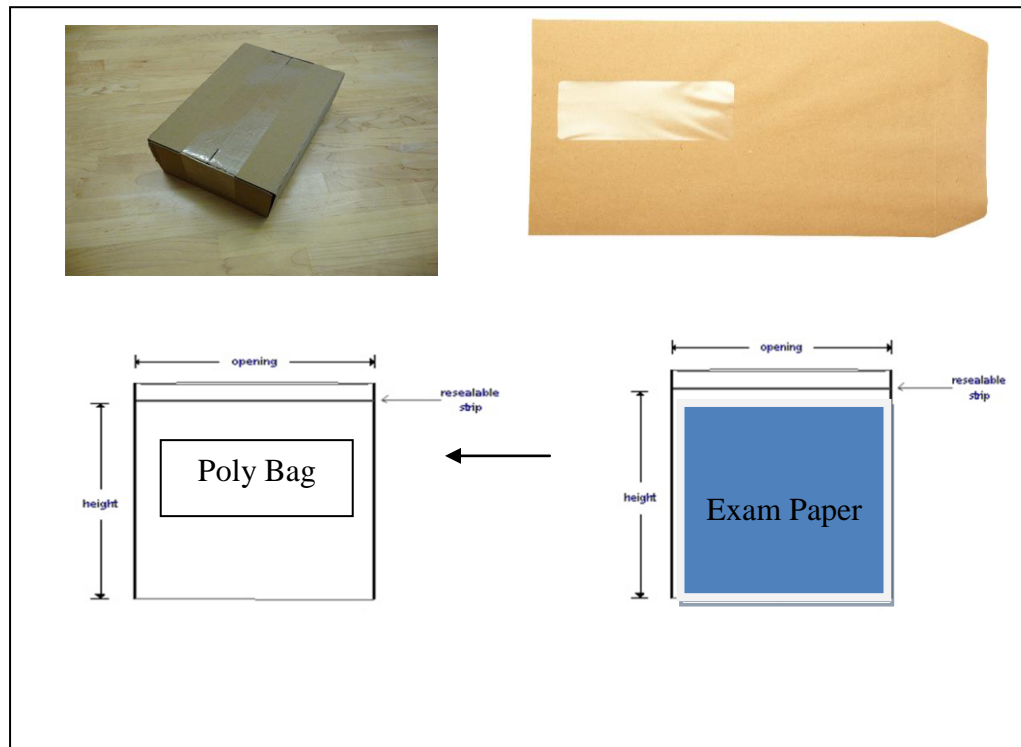 opening
resealable
strip
Poly Bag
height
opening
resealable
strip
height
Exam Paper